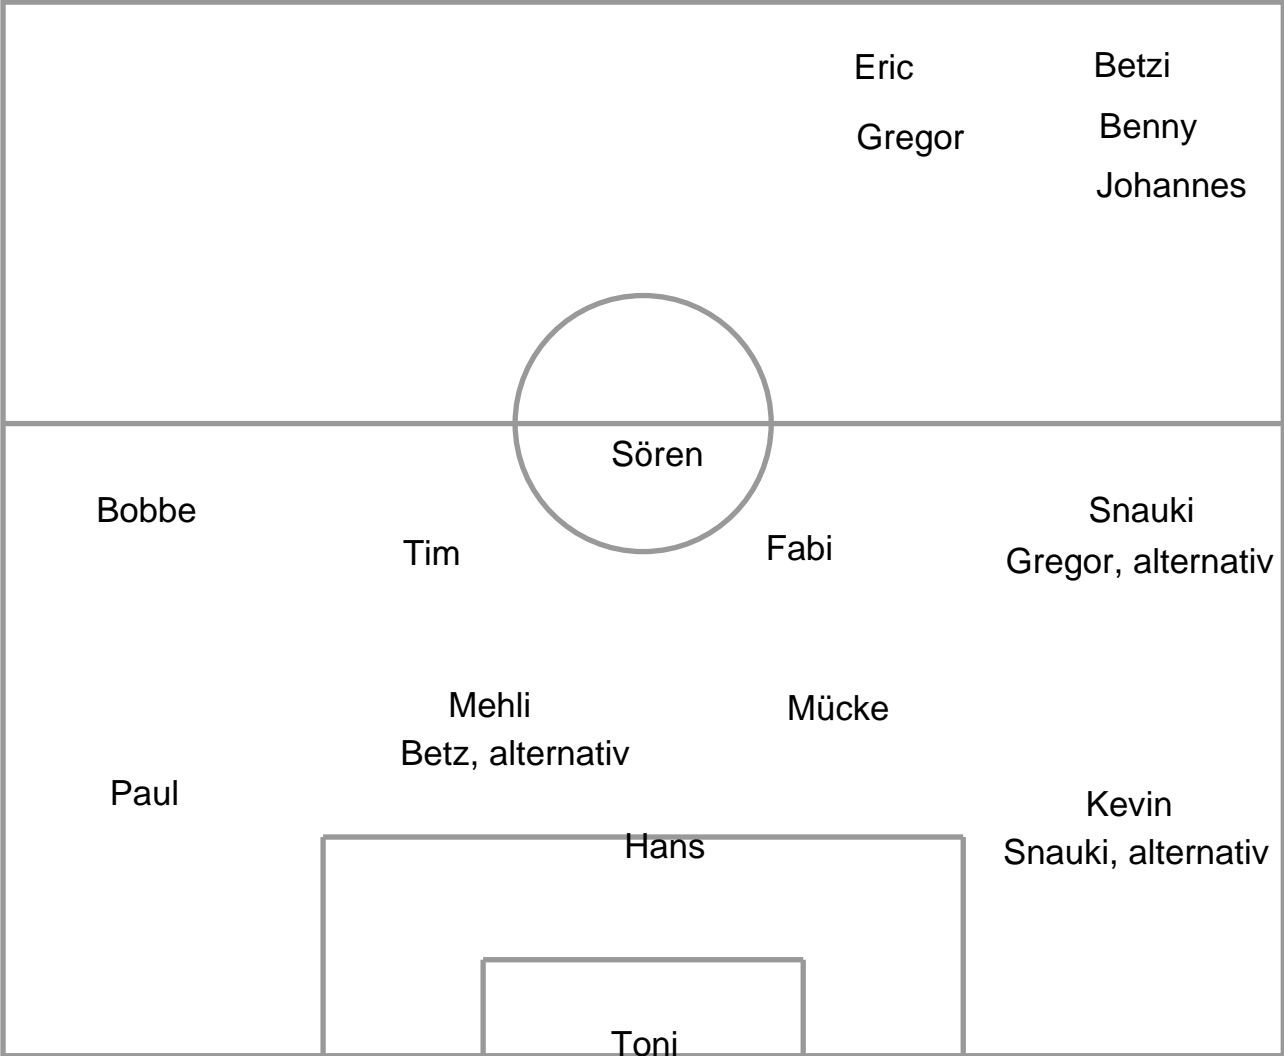 Eric
Betzi
Gregor
Benny
Johannes
Sören
Bobbe
Tim
Fabi
Snauki
Gregor, alternativ
Mehli
Betz, alternativ
Mücke
Paul
Hans
Kevin
Snauki, alternativ
Toni